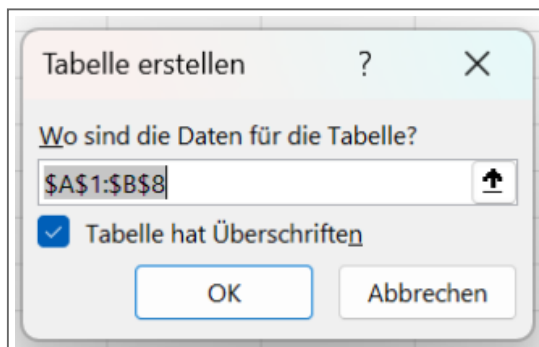 Tabelle erstellen ?
Wo sind die Daten für die Tabelle?
$A$1:$B$8
Tabelle hat Überschriften
OK Abbrechen